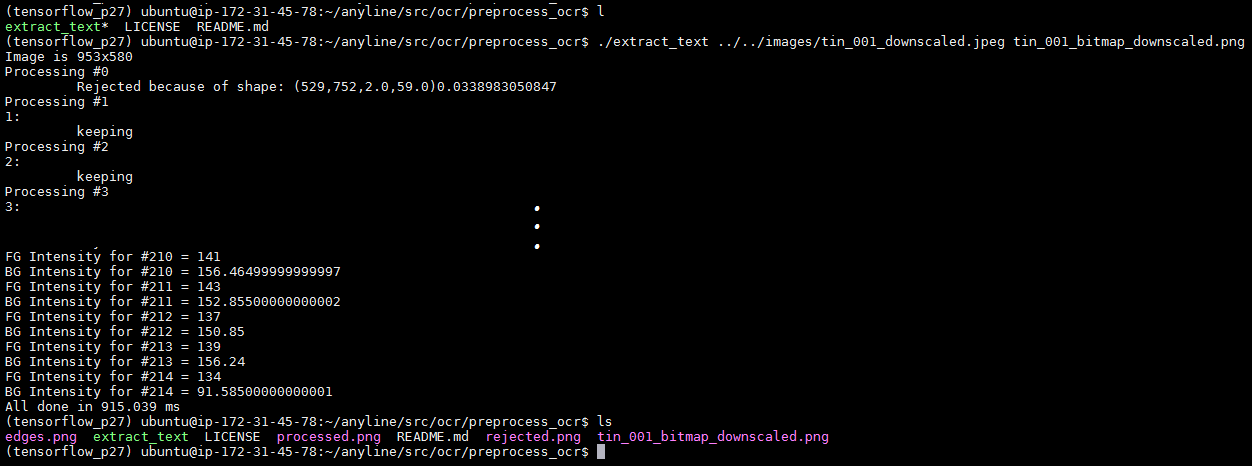 (tensorflow_p27) ubuntu@ip-172-31-45-78:~/anyline/src/ocr/preprocess_ocr$ l
extract_text*  LICENSE  README.md
(tensorflow_p27) ubuntu@ip-172-31-45-78:~/anyline/src/ocr/preprocess_ocr$ ./extract_text ../../images/tin_001_downscaled.jpeg tin_001_bitmap_downscaled.png
Image is 953x580
Processing #0
Rejected because of shape: (529,752,2.0,59.0)0.0338983050847
Processing #1
1:
keeping
Processing #2
2:
keeping
Processing #3
3:
FG Intensity for #210 = 141
BG Intensity for #210 = 156.46499999999997
FG Intensity for #211 = 143
BG Intensity for #211 = 152.85500000000002
FG Intensity for #212 = 137
BG Intensity for #212 = 150.85
FG Intensity for #213 = 139
BG Intensity for #213 = 156.24
FG Intensity for #214 = 134
BG Intensity for #214 = 91.58500000000001
All done in 915.039 ms
(tensorflow_p27) ubuntu@ip-172-31-45-78:~/anyline/src/ocr/preprocess_ocr$ ls
edges.png  extract_text  LICENSE  processed.png  README.md  rejected.png  tin_001_bitmap_downscaled.png
(tensorflow_p27) ubuntu@ip-172-31-45-78:~/anyline/src/ocr/preprocess_ocr$